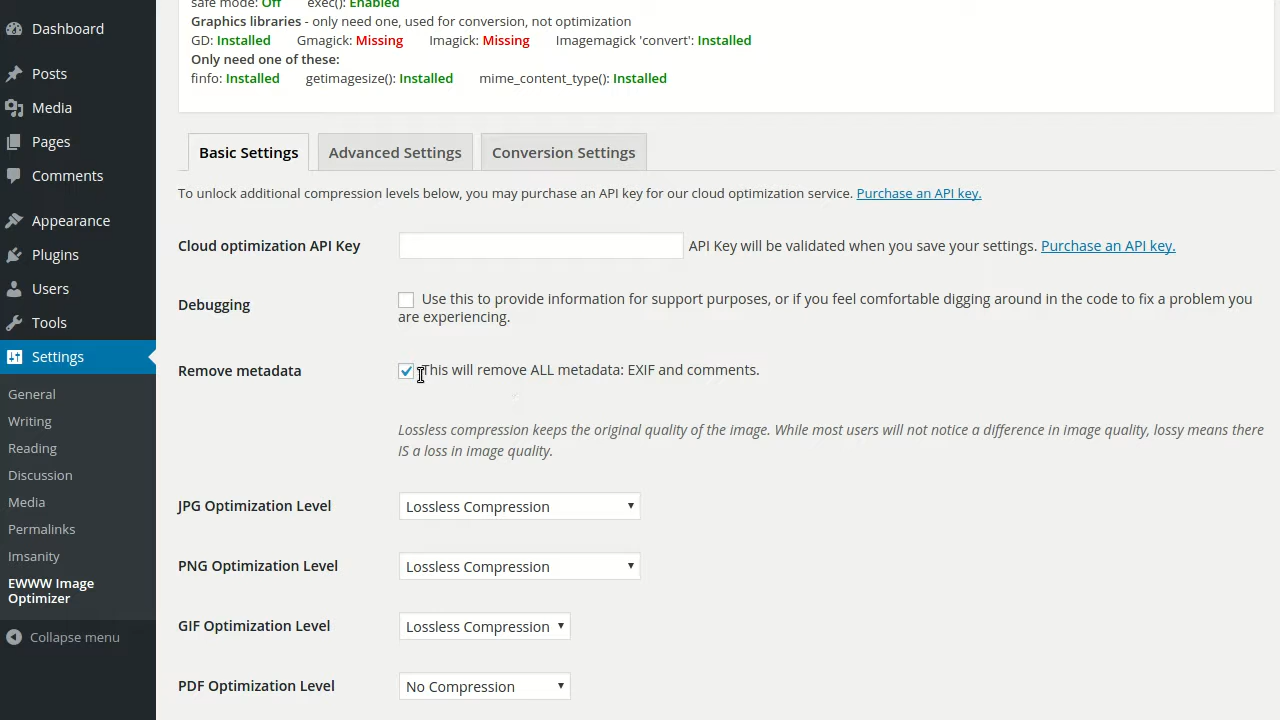 Dashboard
Posts
Media
Pages
Comments
Appearance
Plugins
Users
Tools
Settings
General
Writing
Reading
Discussion
Media
Permalinks
Imsanity
EWWW Image
Optimizer
Collapse menu
safe mode: Off exec(): Enabled
Graphics libraries - only need one, used for conversion, not optimization
GD: Installed Gmagick: Missing Imagick: Missing Imagemagick 'convert': Installed
Only need one of these:
finfo: Installed getimagesize(): Installed mime_content_type(): Installed
Basic Settings Advanced Settings Conversion Settings
To unlock additional compression levels below, you may purchase an API key for our cloud optimization service. Purchase an API key.
Cloud optimization API Key API Key will be validated when you save your settings. Purchase an API key.
Debugging Use this to provide information for support purposes, or if you feel comfortable digging around in the code to fix a problem you
are experiencing.
Remove metadata This will remove ALL metadata: EXIF and comments.
Lossless compression keeps the original quality of the image. While most users will not notice a difference in image quality, lossy means there
IS a loss in image quality.
JPG Optimization Level Lossless Compression
PNG Optimization Level Lossless Compression
GIF Optimization Level Lossless Compression
PDF Optimization Level No Compression